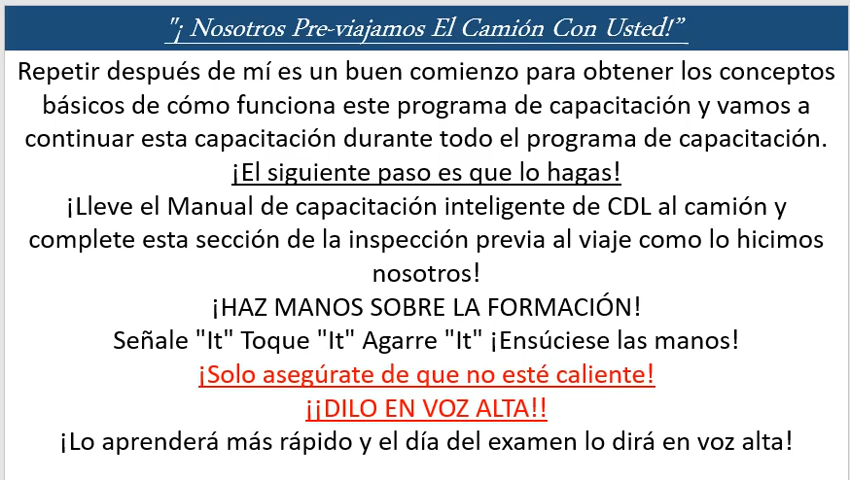 "¡ Nosotros Pre-viajamos El Camión Con Usted!”
Repetir después de mí es un buen comienzo para obtener los conceptos
básicos de cómo funciona este programa de capacitación y vamos a
continuar esta capacitación durante todo el programa de capacitación.
¡El siguiente paso es que lo hagas!
¡Lleve el Manual de capacitación inteligente de CDL al camión y
complete esta sección de la inspección previa al viaje como lo hicimos
nosotros!
¡HAZ MANOS SOBRE LA FORMACIÓN!
Señale "It" Toque "It" Agarre "It" ¡Ensúciese las manos!
¡Solo asegúrate de que no esté caliente!
¡¡DILO EN VOZ ALTA!!
¡Lo aprenderá más rápido y el día del examen lo dirá en voz alta!